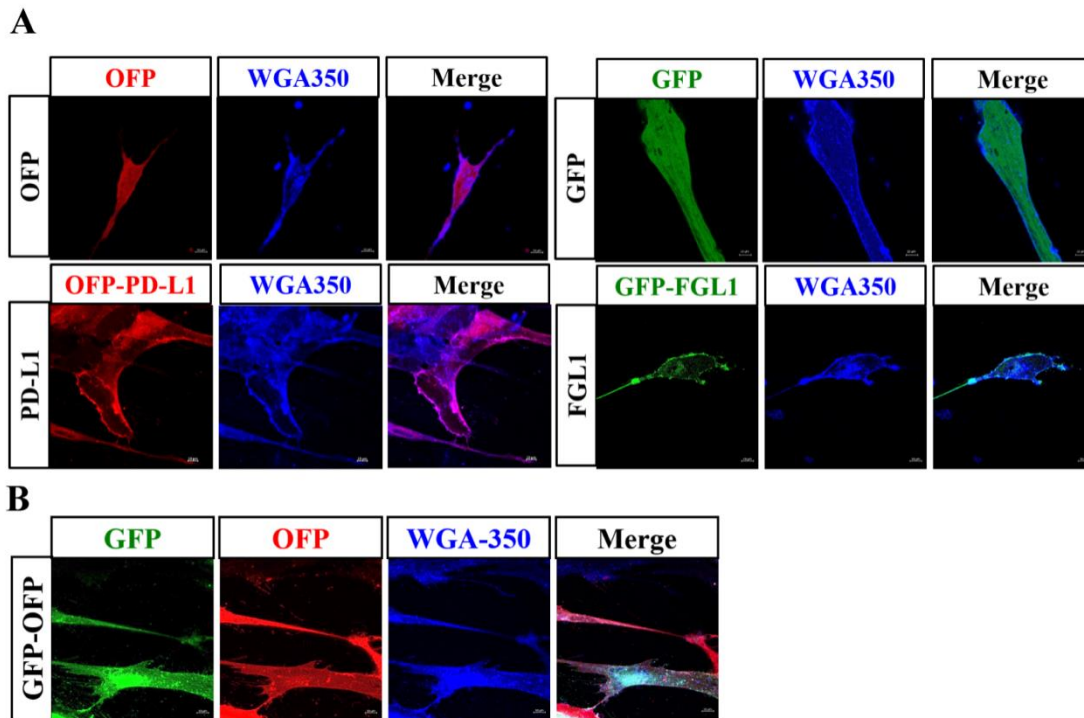 A
OFP WGA350 Merge GFP WGA350 Merge
OFP GFP
OFP-PD-L1 WGA350 Merge GFP-FGL1 WGA350 Merge
PD-L1 FGL1
B
GFP OFP WGA-350 Merge
GFP-OFP